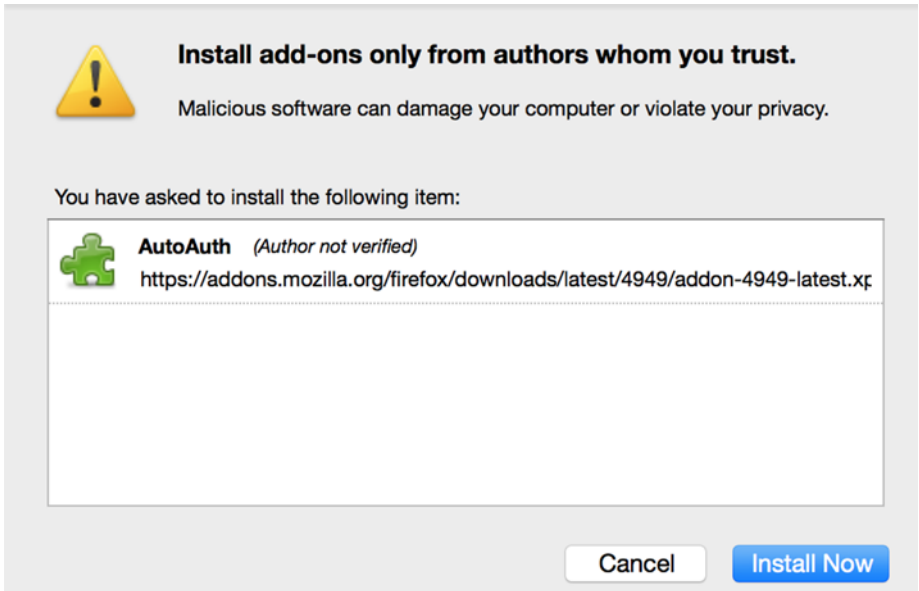 Install add-ons only from authors whom you trust.
Malicious software can damage your computer or violate your privacy.
You have asked to install the following item:
AutoAuth (Author not verified)
https://addons.mozilla.org/firefox/downloads/latest/4949/addon-4949-latest.xp
Cancel Install Now